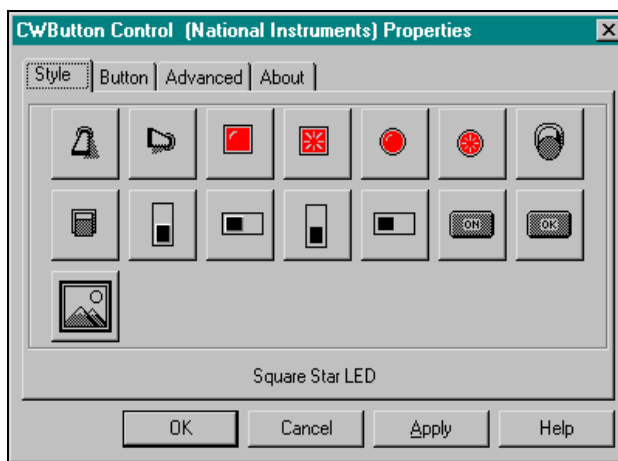 CWButton Control (National Instruments) Properties
Style Button Advanced About
ON OK
Square Star LED
OK Cancel Apply Help